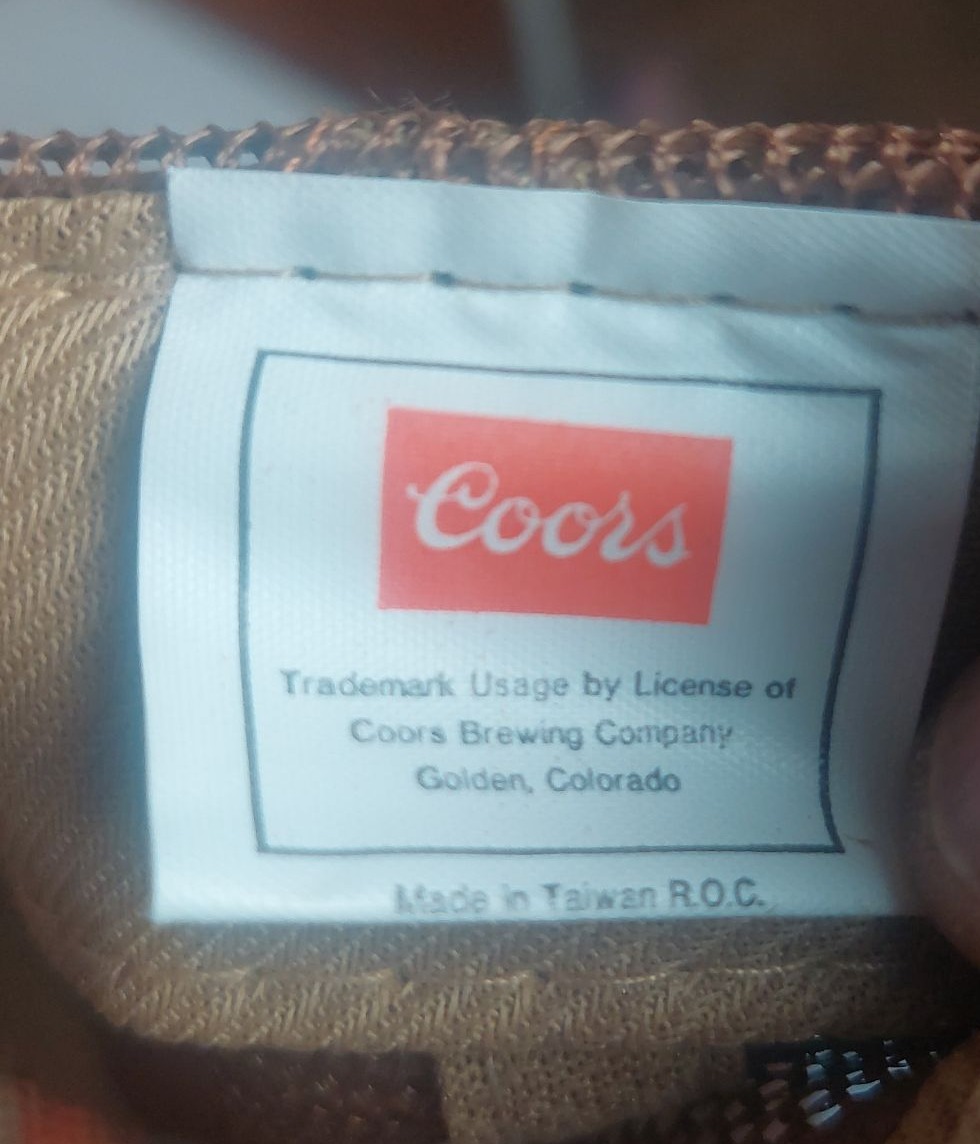 Coors
Trademark Usage by License of
Coors Brewing Company
Golden, Colorado
Made in Taiwan R.O.C.